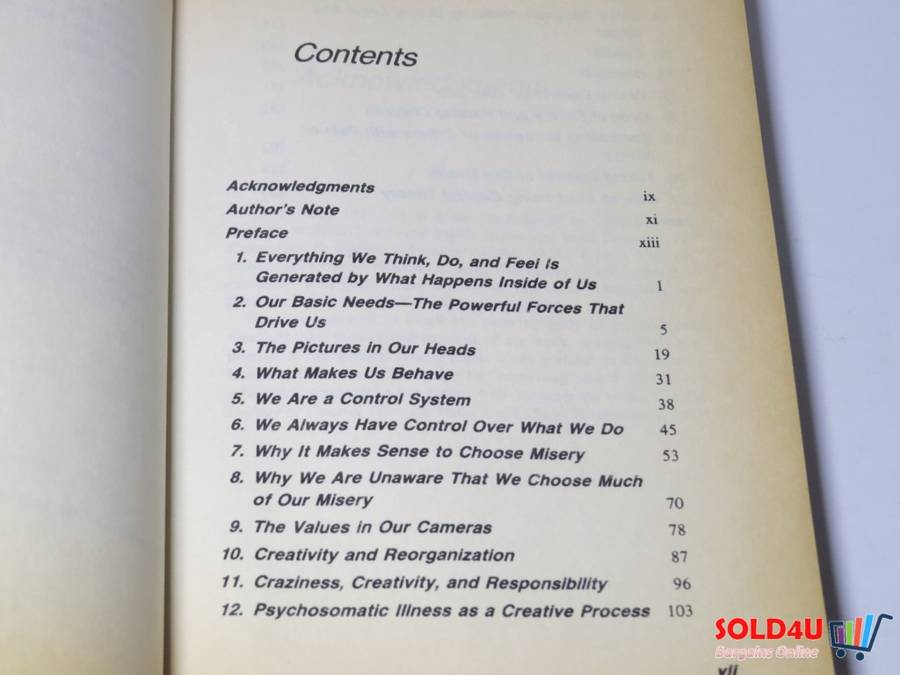 Contents
Acknowledgments ix
Author's Note xi
Preface xiii
1. Everything We Think, Do, and Feel Is
Generated by What Happens Inside of Us 1
2. Our Basic Needs—The Powerful Forces That
Drive Us 5
3. The Pictures in Our Heads 19
4. What Makes Us Behave 31
5. We Are a Control System 38
6. We Always Have Control Over What We Do 45
7. Why It Makes Sense to Choose Misery 53
8. Why We Are Unaware That We Choose Much
of Our Misery 70
9. The Values in Our Cameras 78
10. Creativity and Reorganization 87
11. Craziness, Creativity, and Responsibility 96
12. Psychosomatic Illness as a Creative Process 103
SOLD4U
Bargains Online
vii